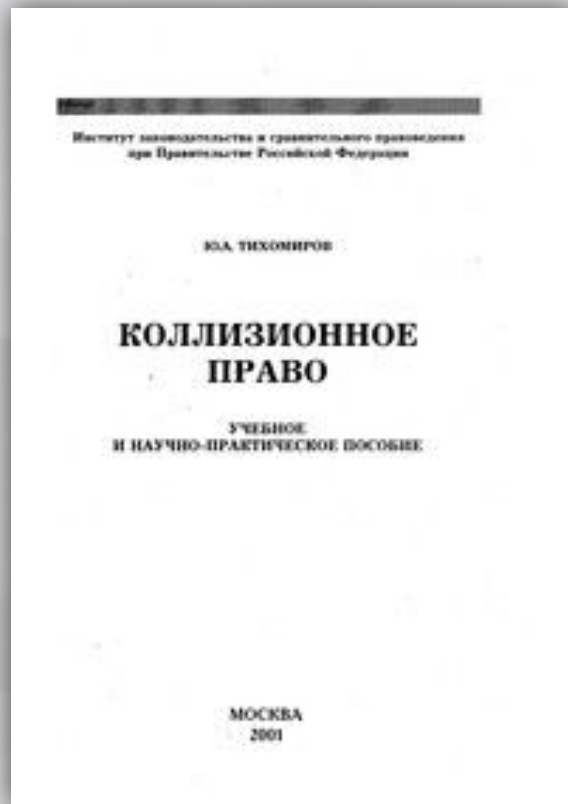 Институт законодательства и сравнительного правоведения
при Правительстве Российской Федерации
Ю.А. ТИХОМИРОВ
КОЛЛИЗИОННОЕ
ПРАВО
УЧЕБНОЕ
И НАУЧНО-ПРАКТИЧЕСКОЕ ПОСОБИЕ
МОСКВА
2001